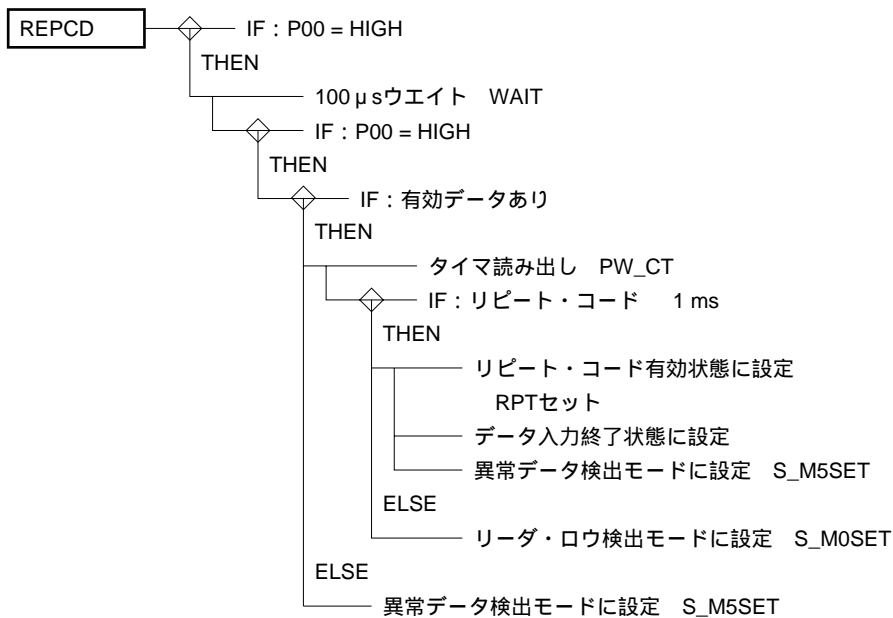 REPCD IF：P00 = HIGH
THEN
100μsウエイト WAIT
IF：P00 = HIGH
THEN
IF：有効データあり
THEN
タイマ読み出し PW_CT
IF：リピート・コード 1 ms
THEN
リピート・コード有効状態に設定
RPTセット
データ入力終了状態に設定
異常データ検出モードに設定 S_M5SET
ELSE
リーダ・ロウ検出モードに設定 S_M0SET
ELSE
異常データ検出モードに設定 S_M5SET